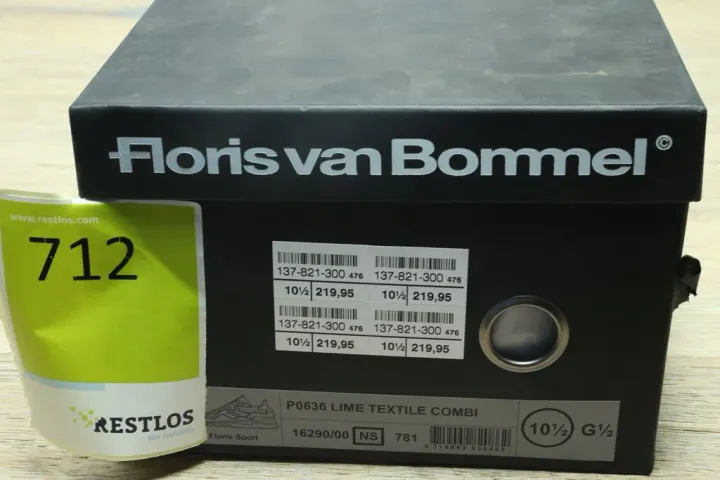 Floris van Bommel©
www.restlos.com
712
RESTLOS
137-821-300 476 137-821-300 476
10½ 219,95 10½ 219,95
137-821-300 476 137-821-300 476
10½ 219,95 10½ 219,95
P0636 LIME TEXTILE COMBI
Floris Sport 16290/00 NS 781
10½ G½